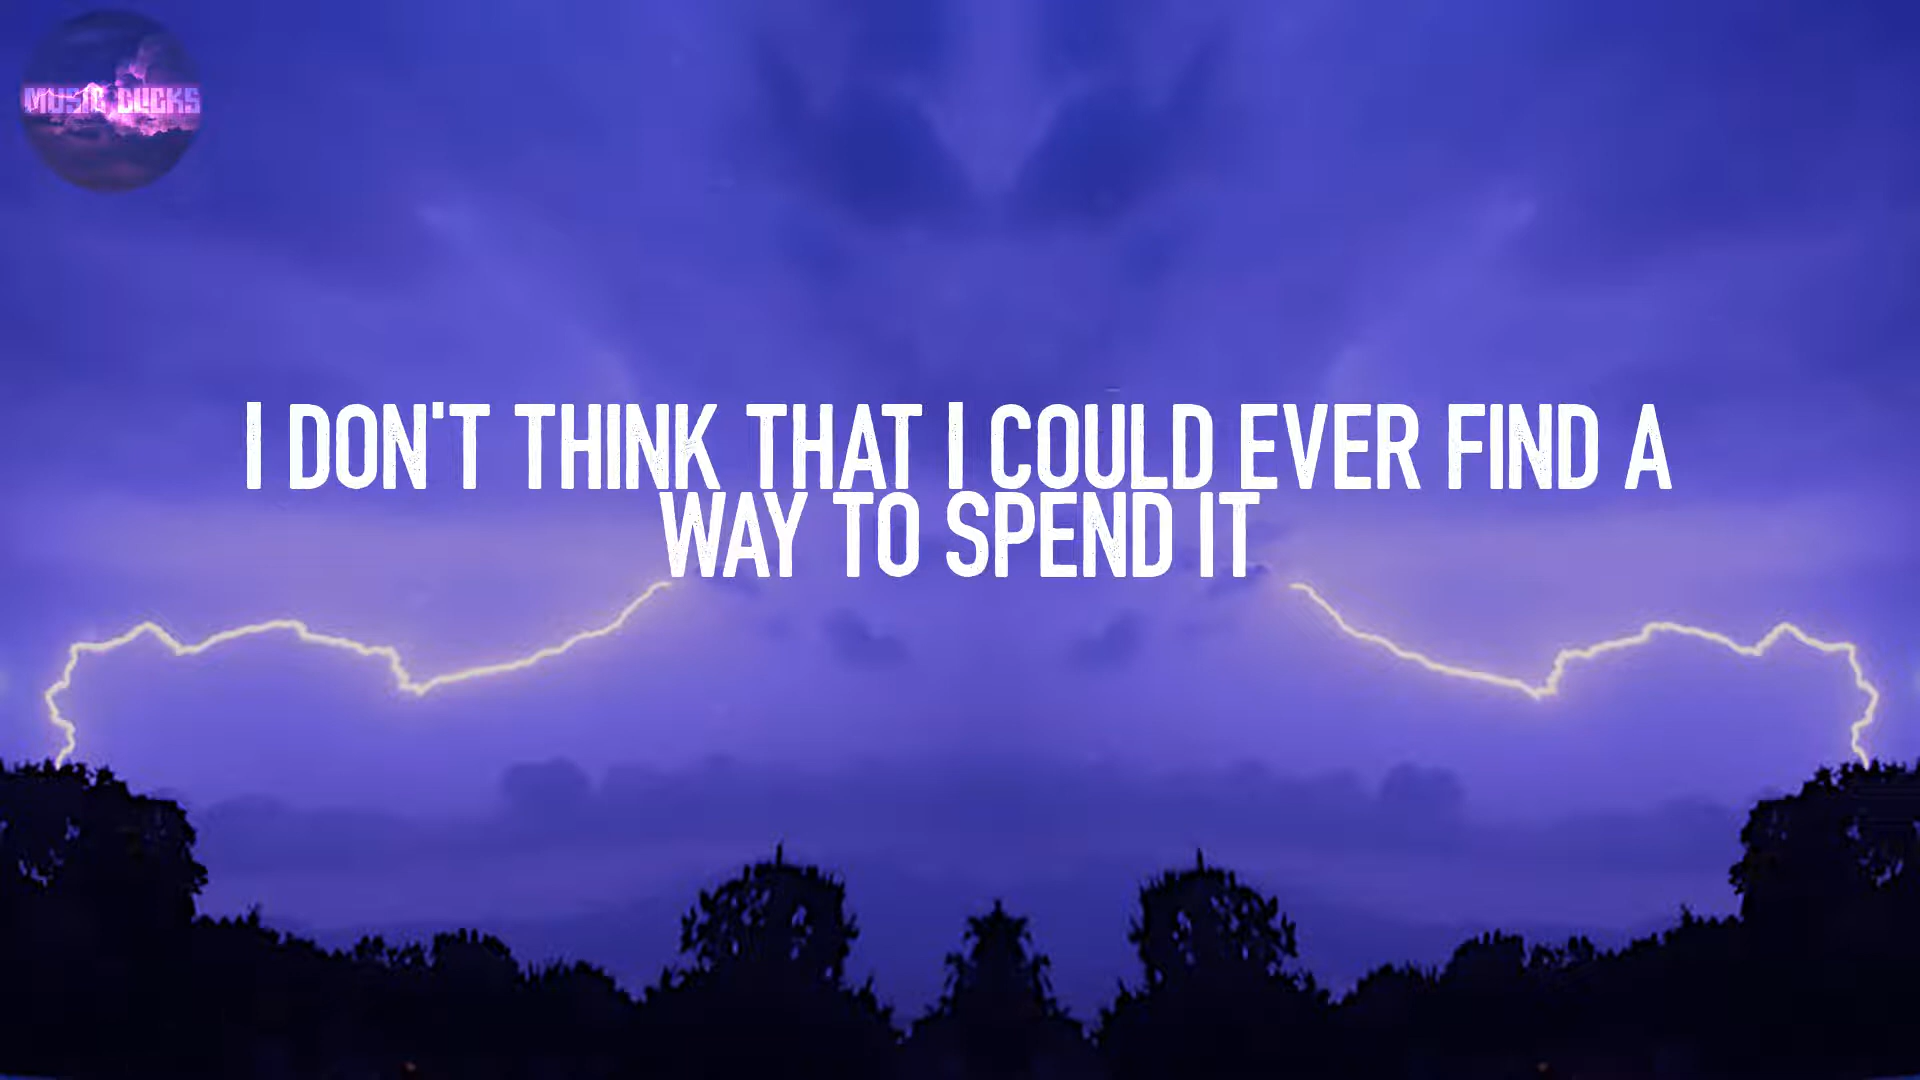 MUSIC CLICKS
I DON'T THINK THAT I COULD EVER FIND A
WAY TO SPEND IT